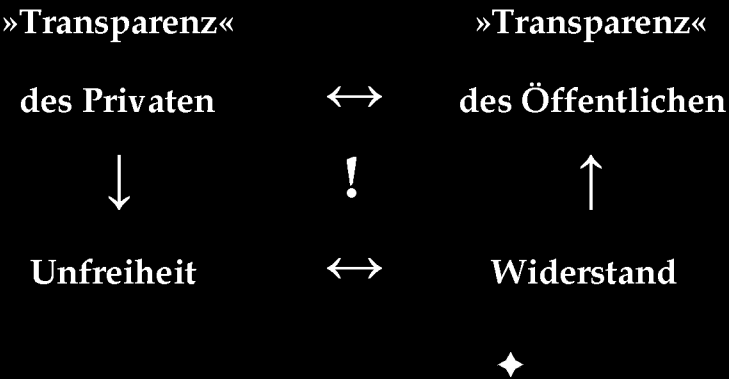 »Transparenz« »Transparenz«
des Privaten ↔ des Öffentlichen
↓ ! ↑
Unfreiheit ↔ Widerstand